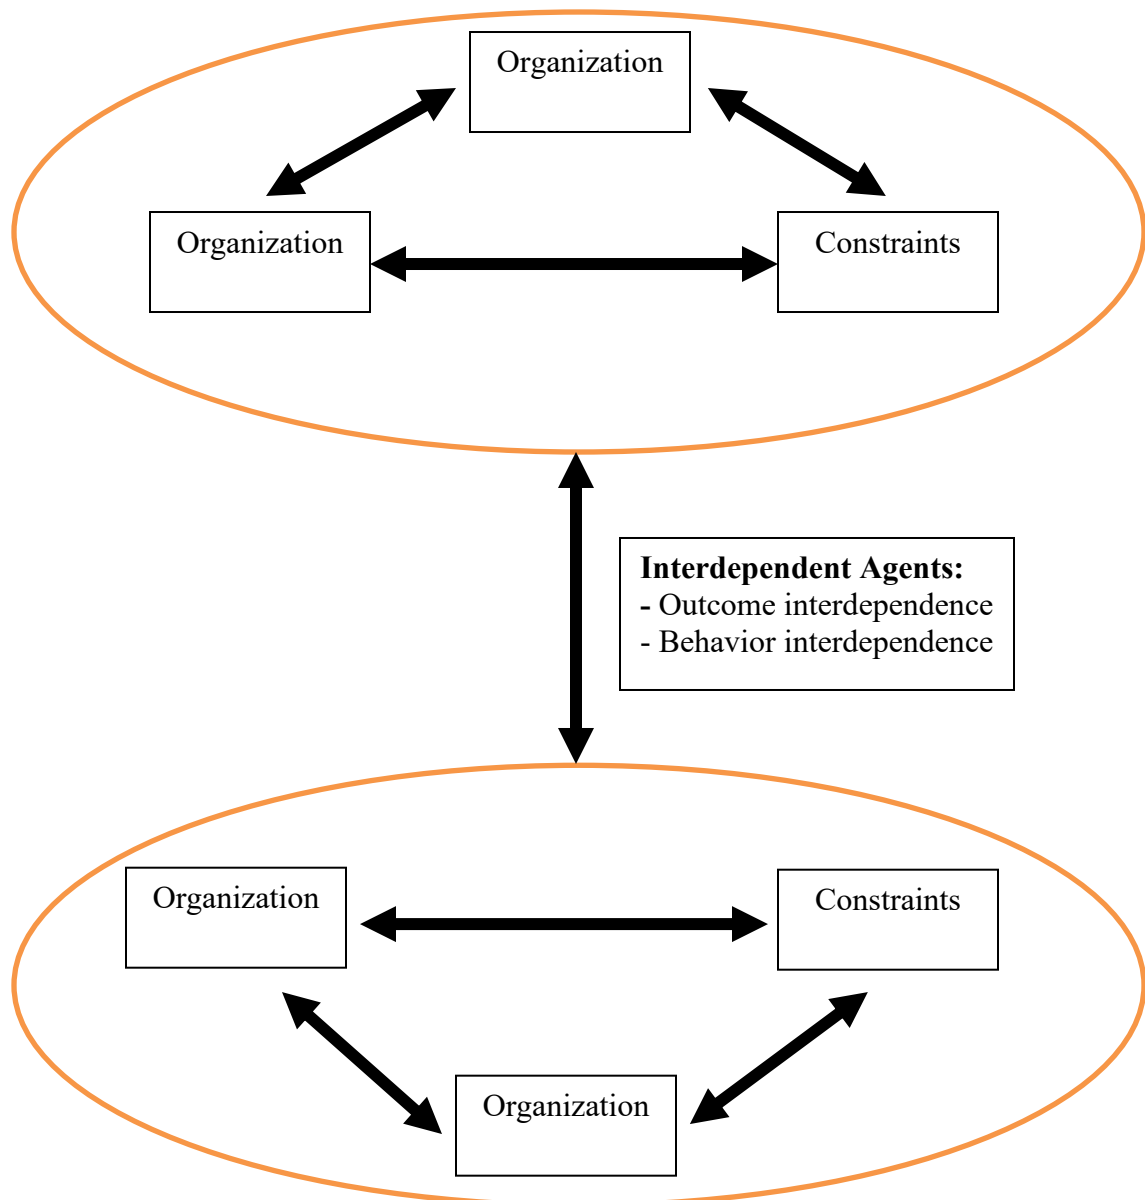 Organization
Organization
Constraints
Interdependent Agents:
- Outcome interdependence
- Behavior interdependence
Organization
Constraints
Organization